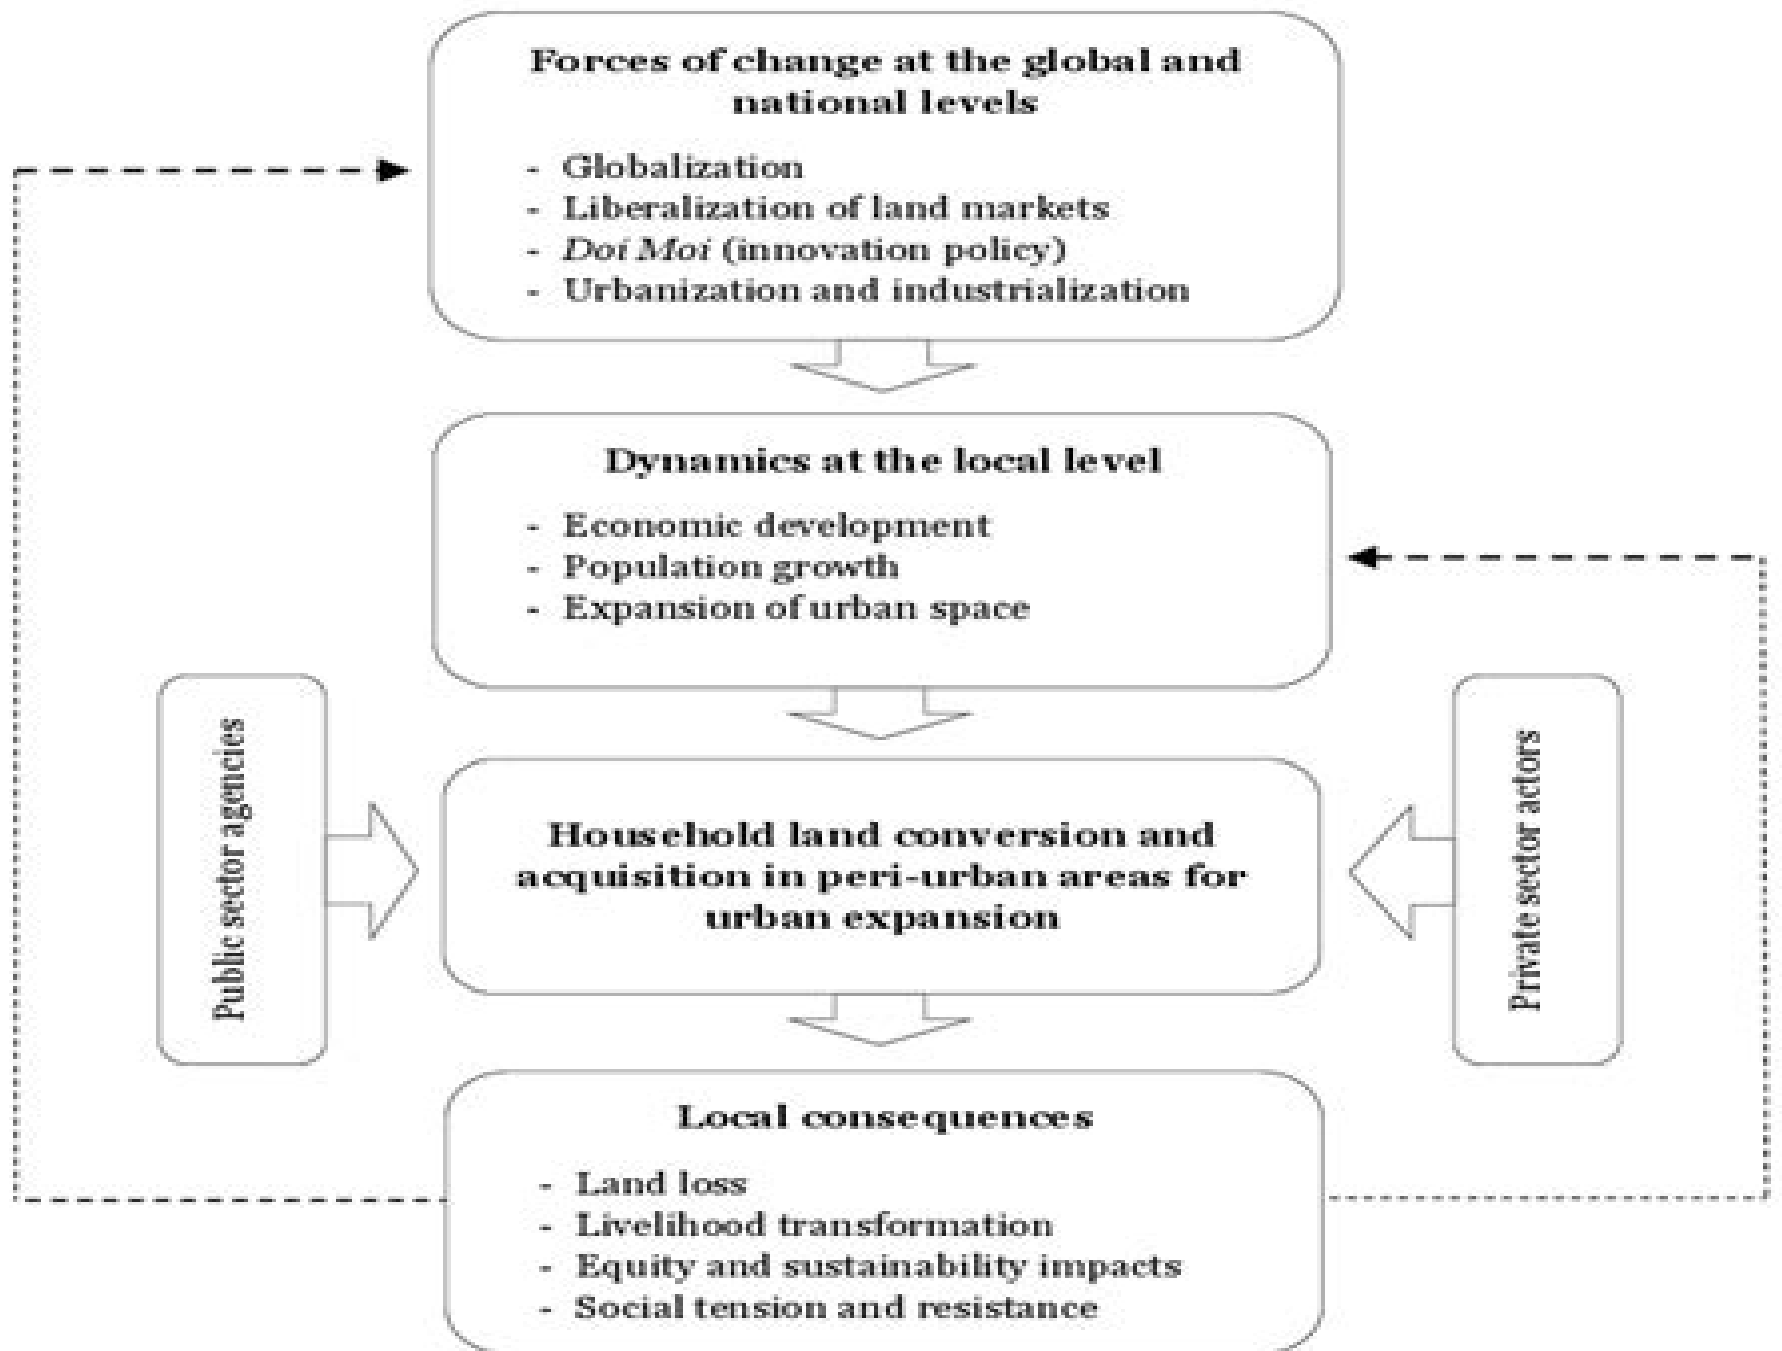 Forces of change at the global and
national levels
- Globalization
- Liberalization of land markets
- Doi Moi (innovation policy)
- Urbanization and industrialization
Dynamics at the local level
- Economic development
- Population growth
- Expansion of urban space
Public sector agencies
Household land conversion and
acquisition in peri-urban areas for
urban expansion
Private sector actors
Local consequences
- Land loss
- Livelihood transformation
- Equity and sustainability impacts
- Social tension and resistance